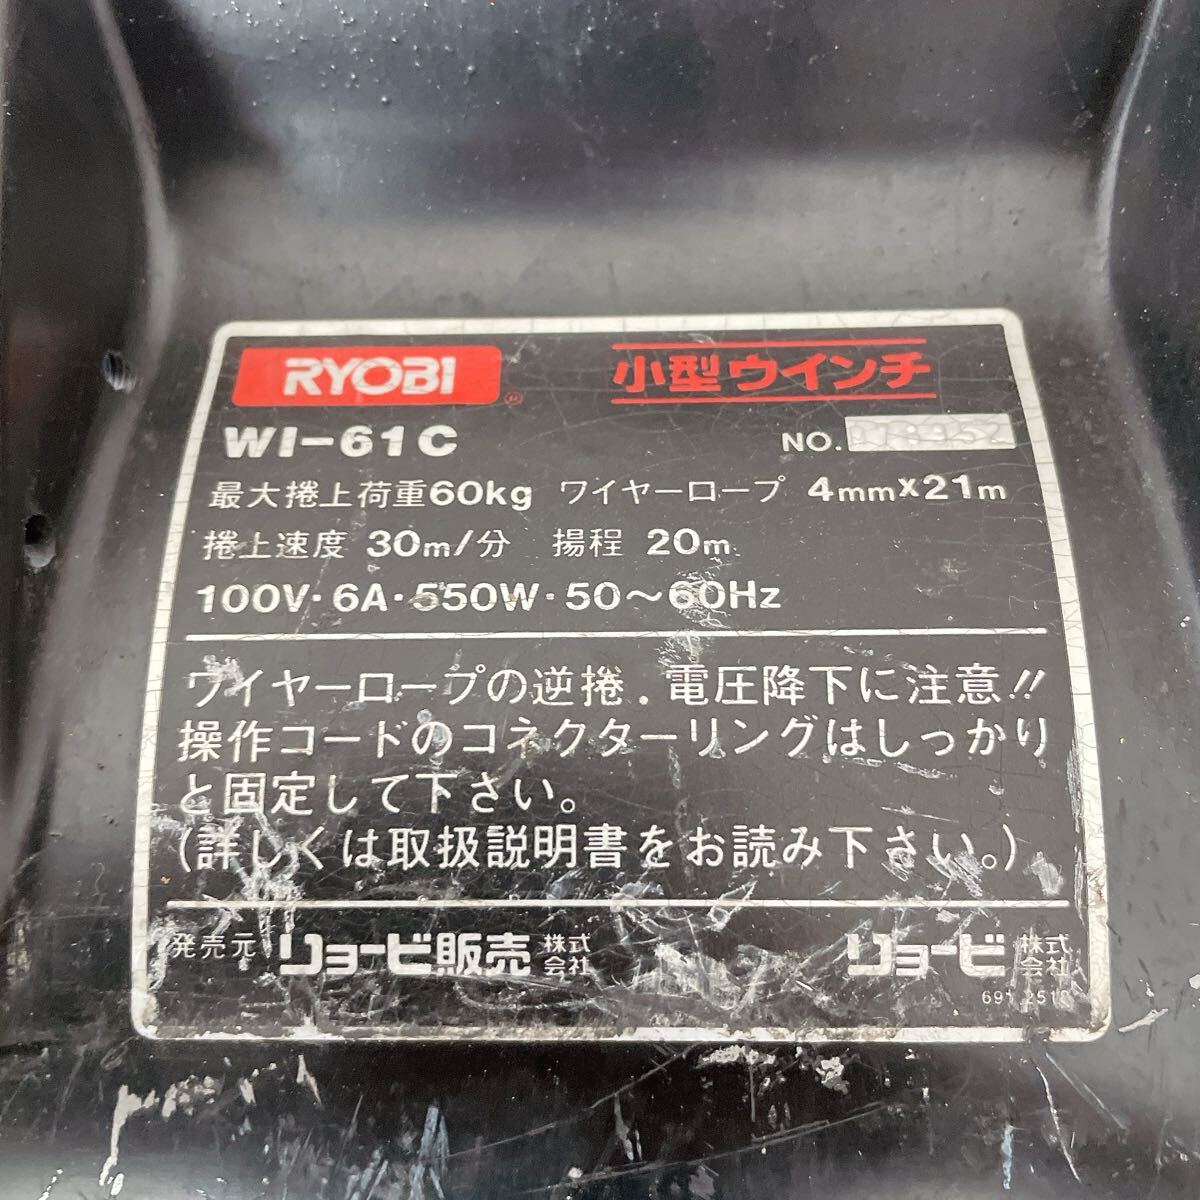 RYOBI
小型ウインチ
WI-61C NO.
最大捲上荷重60kg ワイヤーロープ 4mm×21m
捲上速度 30m/分 揚程 20m
100V・6A・550W・50〜60Hz
ワイヤーロープの逆捲．電圧降下に注意!!
操作コードのコネクターリングはしっかり
と固定して下さい。
(詳しくは取扱説明書をお読み下さい。)
発売元 リョービ販売 株式会社 リョービ 株式会社